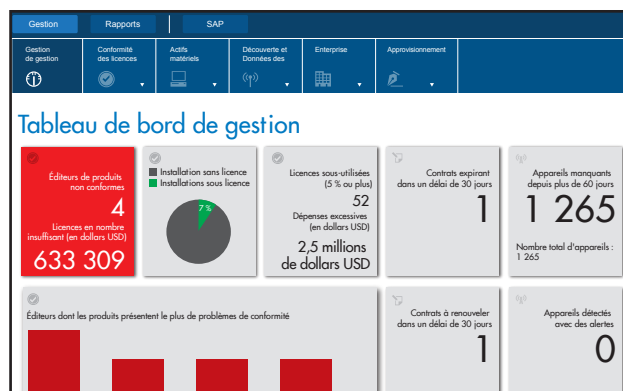 Gestion
Rapports
SAP
Gestion
de gestion
Conformité
des licences
Actifs
matériels
Découverte et
Données des
Enterprise
Approvisionnement
Tableau de bord de gestion
Éditeurs de produits
non conformes
4
Licences en nombre
insuffisant (en dollars USD)
633 309
Installation sans licence
Installations sous licence
7 %
Licences sous-utilisées
(5 % ou plus)
52
Dépenses excessives
(en dollars USD)
2,5 millions
de dollars USD
Contrats expirant
dans un délai de 30 jours
1
Appareils manquants
depuis plus de 60 jours
1 265
Nombre total d'appareils :
1 265
Éditeurs dont les produits présentent le plus de problèmes de conformité
Contrats à renouveler
dans un délai de 30 jours
1
Appareils détectés
avec des alertes
0